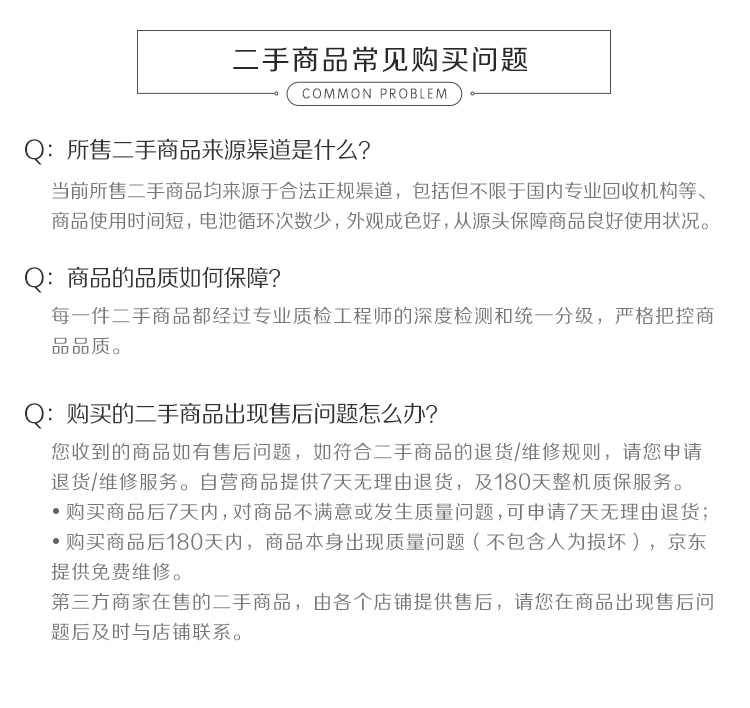 二手商品常见购买问题
COMMON PROBLEM
Q：所售二手商品来源渠道是什么？
当前所售二手商品均来源于合法正规渠道，包括但不限于国内专业回收机构等、
商品使用时间短，电池循环次数少，外观成色好，从源头保障商品良好使用状况。
Q：商品的品质如何保障？
每一件二手商品都经过专业质检工程师的深度检测和统一分级，严格把控商
品品质。
Q：购买的二手商品出现售后问题怎么办？
您收到的商品如有售后问题，如符合二手商品的退货/维修规则，请您申请
退货/维修服务。自营商品提供7天无理由退货，及180天整机质保服务。
•购买商品后7天内，对商品不满意或发生质量问题，可申请7天无理由退货；
•购买商品后180天内，商品本身出现质量问题（不包含人为损坏），京东
提供免费维修。
第三方商家在售的二手商品，由各个店铺提供售后，请您在商品出现售后问
题后及时与店铺联系。